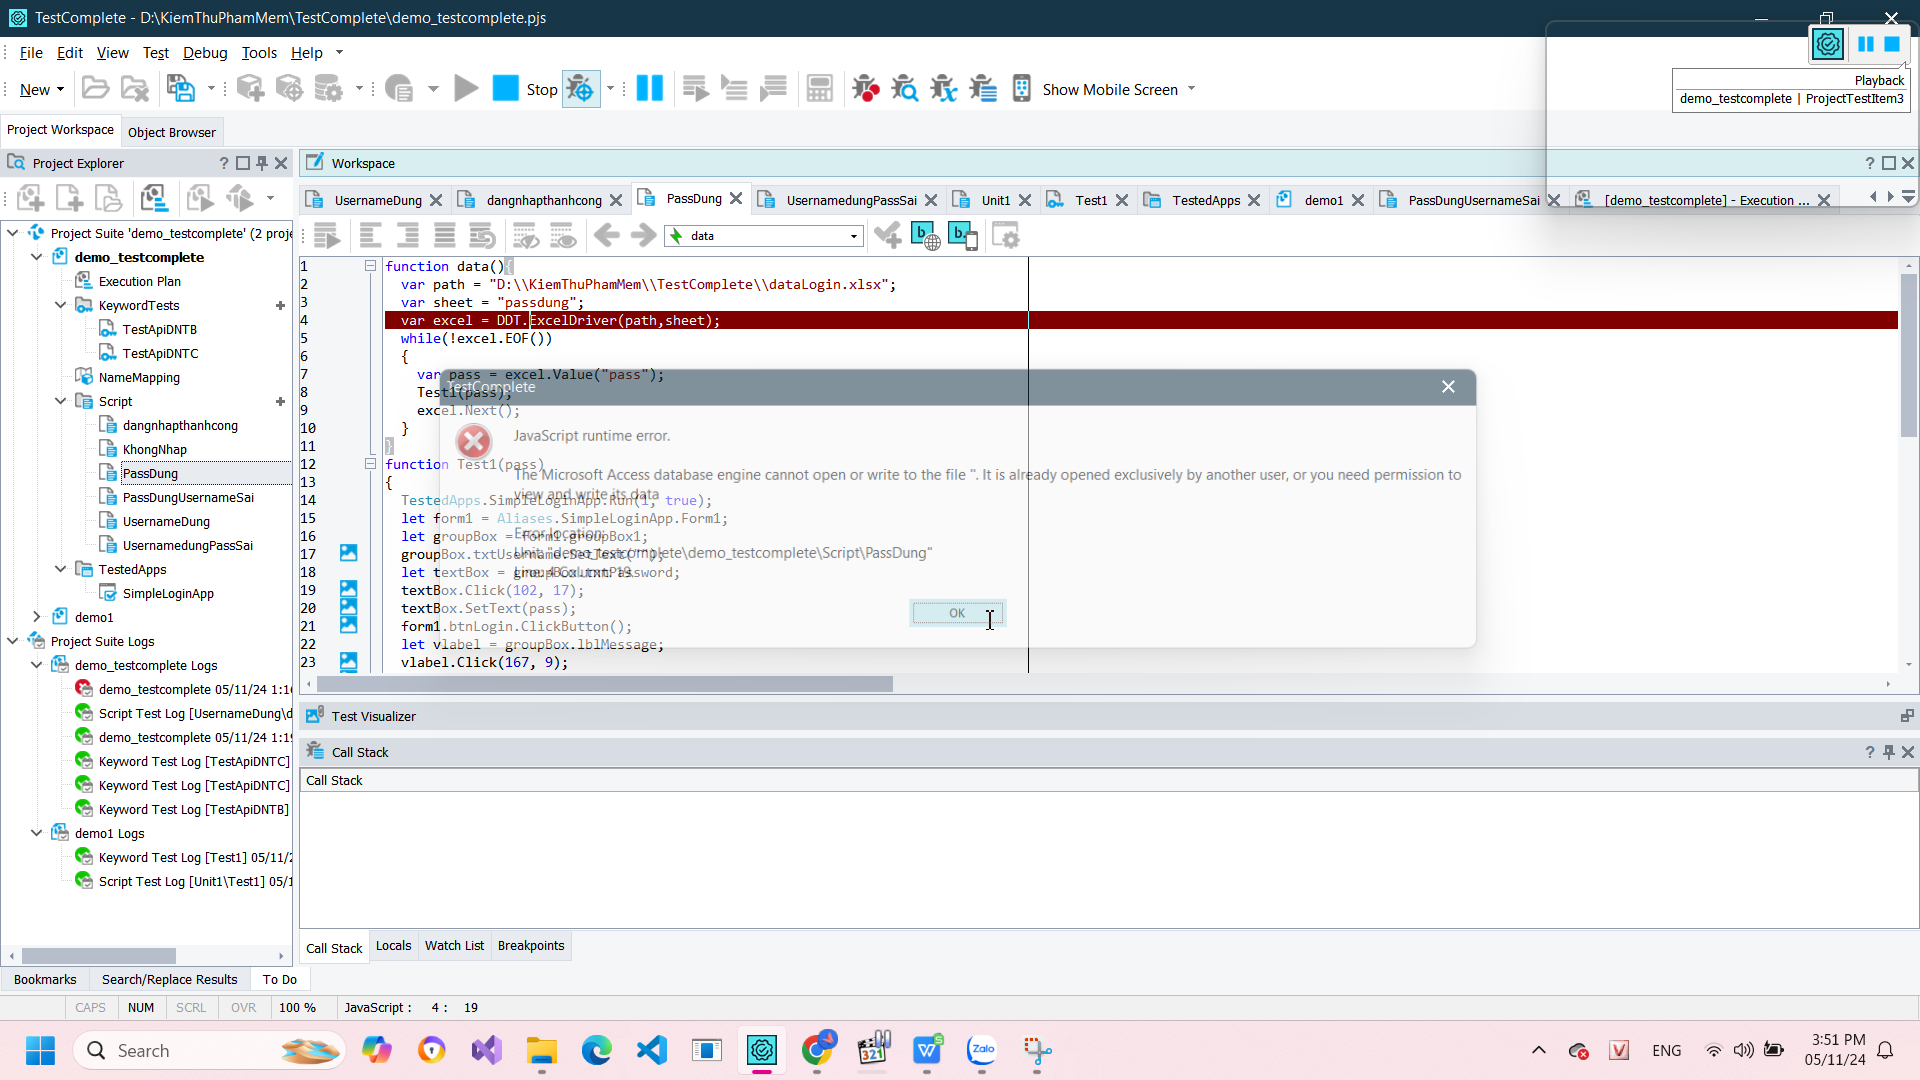 TestComplete - D:\KiemThuPhamMem\TestComplete\demo_testcomplete.pjs
File Edit View Test Debug Tools Help
New
Stop
Show Mobile Screen
Playback
demo_testcomplete | ProjectTestItem3
Project Workspace
Object Browser
Project Explorer
Workspace
UsernameDung
dangnhapthanhcong
PassDung
UsernamedungPassSai
Unit1
Test1
TestedApps
demo1
PassDungUsernameSai
[demo_testcomplete] - Execution ...
data
Project Suite 'demo_testcomplete' (2 proje
demo_testcomplete
Execution Plan
KeywordTests
TestApiDNTB
TestApiDNTC
NameMapping
Script
dangnhapthanhcong
KhongNhap
PassDung
PassDungUsernameSai
UsernameDung
UsernamedungPassSai
TestedApps
SimpleLoginApp
demo1
Project Suite Logs
demo_testcomplete Logs
demo_testcomplete 05/11/24 1:16
Script Test Log [UsernameDung\d
demo_testcomplete 05/11/24 1:19
Keyword Test Log [TestApiDNTC]
Keyword Test Log [TestApiDNTC]
Keyword Test Log [TestApiDNTB]
demo1 Logs
Keyword Test Log [Test1] 05/11/2
Script Test Log [Unit1\Test1] 05/1
1 function data(){
2 var path = "D:\\KiemThuPhamMem\\TestComplete\\dataLogin.xlsx";
3 var sheet = "passdung";
4 var excel = DDT.ExcelDriver(path,sheet);
5 while(!excel.EOF())
6 {
7 var pass = excel.Value("pass");
8 Test1(pass);
9 excel.Next();
10 }
11 }
12 function Test1(pass)
13 {
14 TestedApps.SimpleLoginApp.Run(1, true);
15 let form1 = Aliases.SimpleLoginApp.Form1;
16 let groupBox = form1.groupBox1;
17 groupBox.txtUsername.SetText("");
18 let textBox = groupBox.txtPassword;
19 textBox.Click(102, 17);
20 textBox.SetText(pass);
21 form1.btnLogin.ClickButton();
22 let vlabel = groupBox.lblMessage;
23 vlabel.Click(167, 9);
TestComplete
JavaScript runtime error.
The Microsoft Access database engine cannot open or write to the file ''. It is already opened exclusively by another user, or you need permission to
view and write its data
Error location:
Unit: "demo_testcomplete\demo_testcomplete\Script\PassDung"
Line: 4 Column: 19.
OK
Test Visualizer
Call Stack
Call Stack
Call Stack
Locals
Watch List
Breakpoints
Bookmarks
Search/Replace Results
To Do
CAPS NUM SCRL OVR 100 % JavaScript : 4 : 19
Search
321
Zalo
ENG
3:51 PM
05/11/24